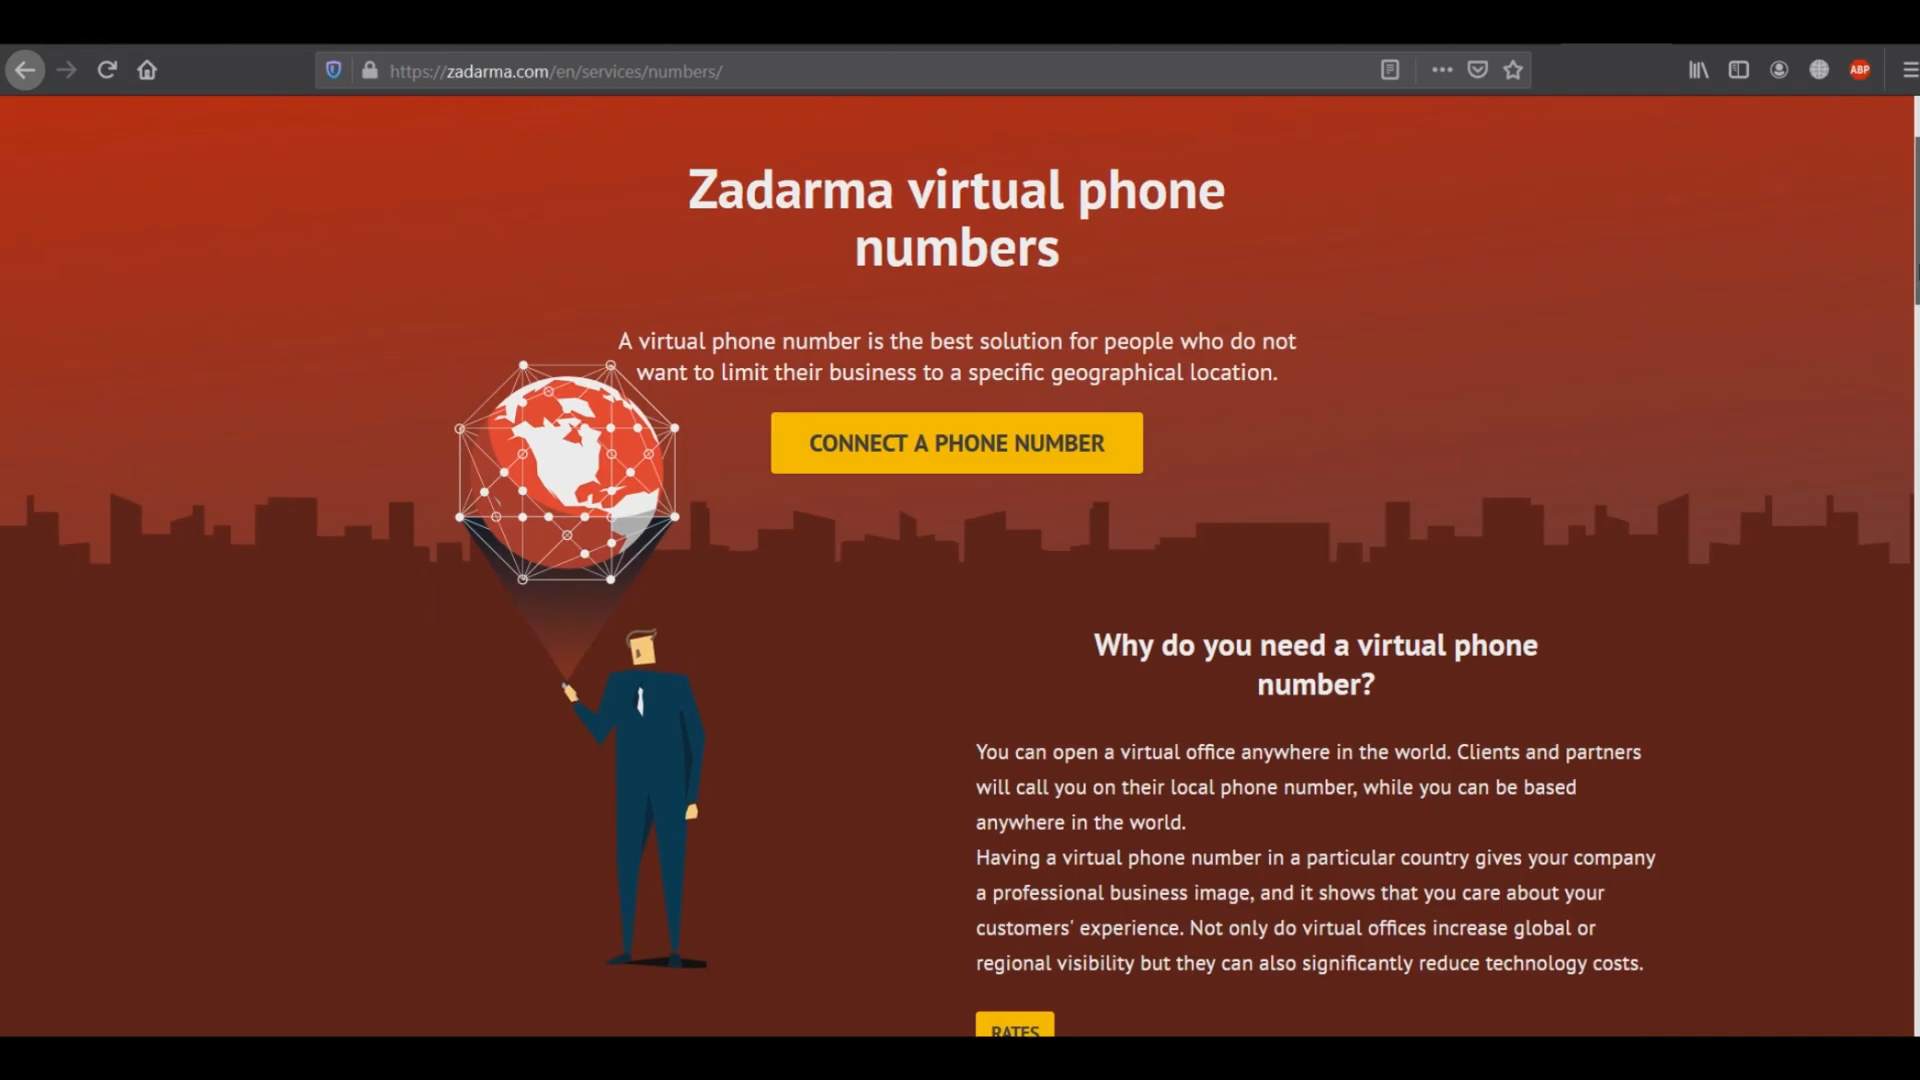 https://zadarma.com/en/services/numbers/
ABP
Zadarma virtual phone
numbers
A virtual phone number is the best solution for people who do not
want to limit their business to a specific geographical location.
CONNECT A PHONE NUMBER
Why do you need a virtual phone
number?
You can open a virtual office anywhere in the world. Clients and partners
will call you on their local phone number, while you can be based
anywhere in the world.
Having a virtual phone number in a particular country gives your company
a professional business image, and it shows that you care about your
customers' experience. Not only do virtual offices increase global or
regional visibility but they can also significantly reduce technology costs.
RATES